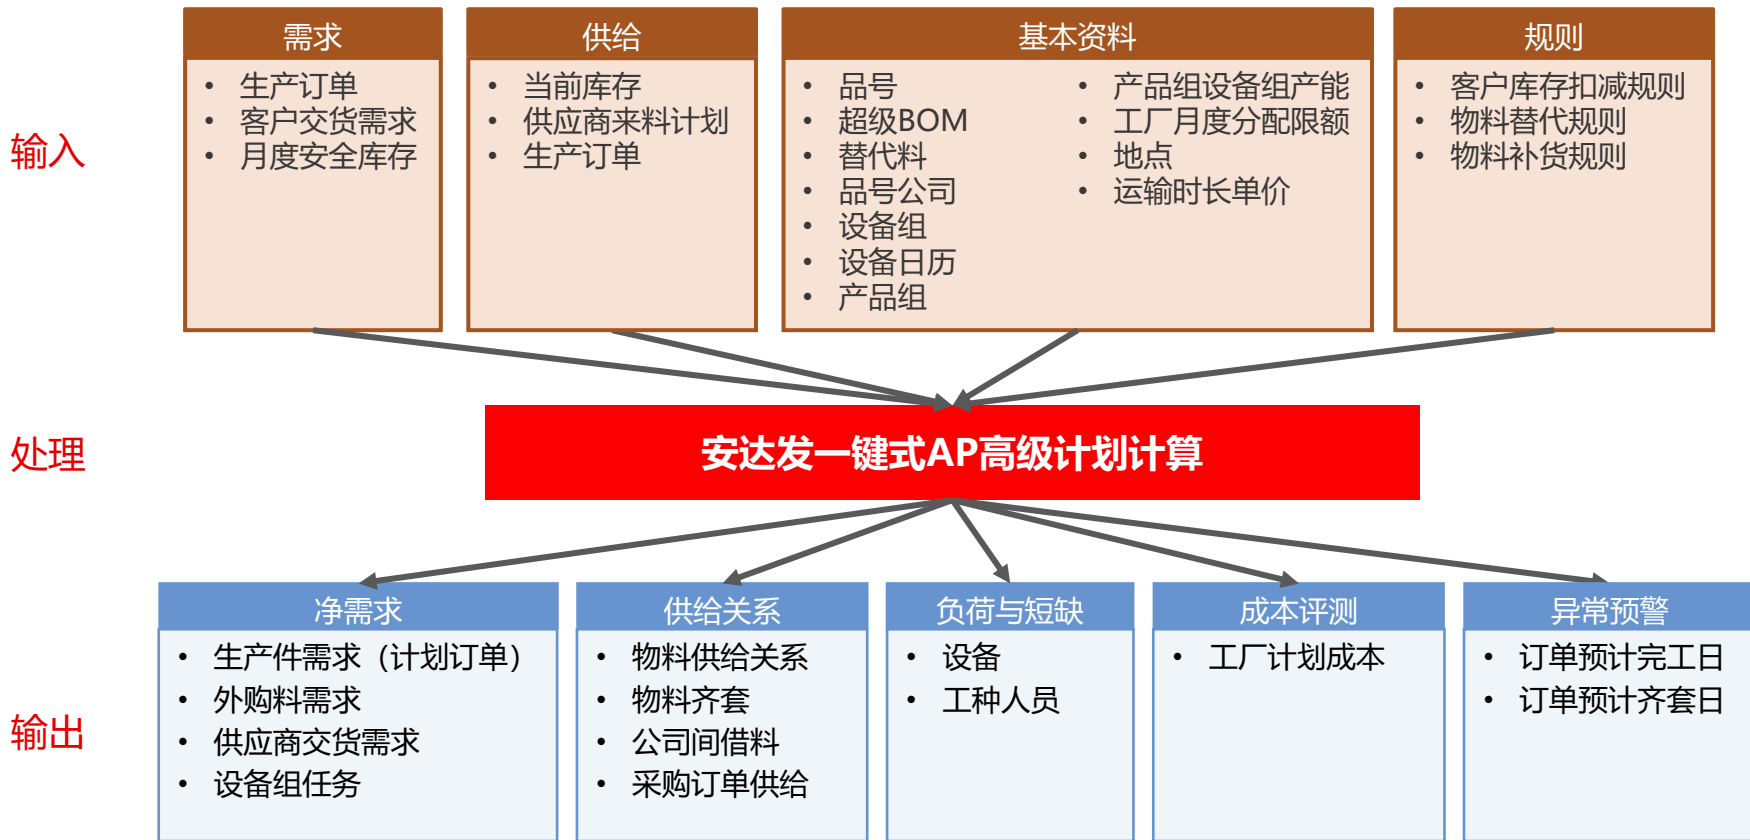 输入
需求
• 生产订单
• 客户交货需求
• 月度安全库存
供给
• 当前库存
• 供应商来料计划
• 生产订单
基本资料
• 品号
• 超级BOM
• 替代料
• 品号公司
• 设备组
• 设备日历
• 产品组
• 产品组设备组产能
• 工厂月度分配限额
• 地点
• 运输时长单价
规则
• 客户库存扣减规则
• 物料替代规则
• 物料补货规则
处理
安达发一键式AP高级计划计算
输出
净需求
• 生产件需求（计划订单）
• 外购料需求
• 供应商交货需求
• 设备组任务
供给关系
• 物料供给关系
• 物料齐套
• 公司间借料
• 采购订单供给
负荷与短缺
• 设备
• 工种人员
成本评测
• 工厂计划成本
异常预警
• 订单预计完工日
• 订单预计齐套日